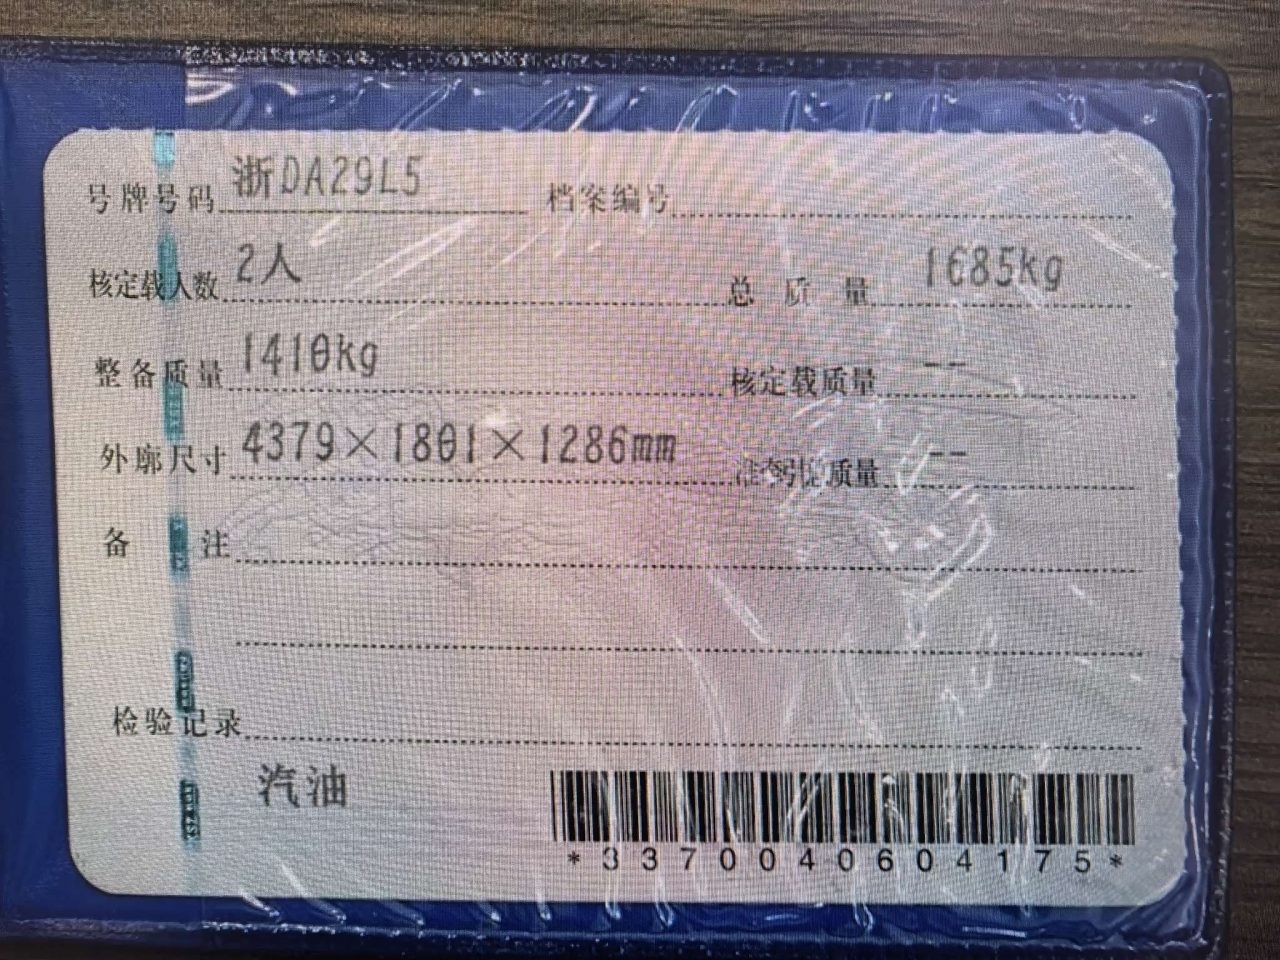 号牌号码 浙DA29L5 档案编号
核定载人数 2人 总质量 1685kg
整备质量 1410kg 核定载质量 --
外廓尺寸 4379×1801×1286mm 准牵引总质量 --
备注
检验记录
汽油
*3370040604175*